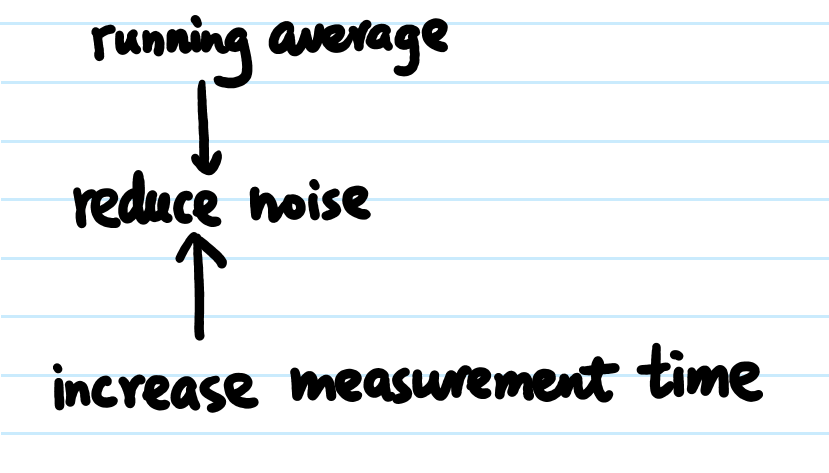 running average
reduce noise
increase measurement time